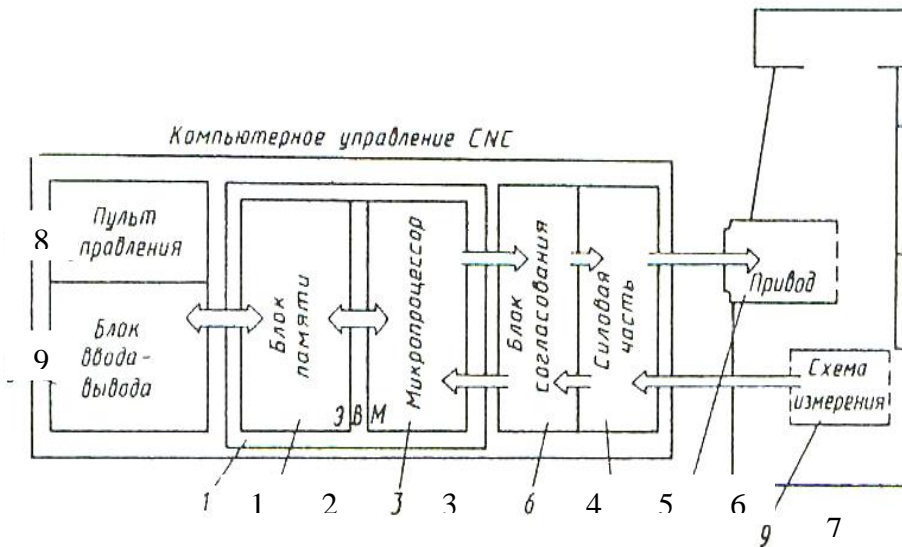 Компьютерное управление CNC
8
Пульт
правления
9
Блок
ввода-
вывода
Блок
памяти
ЭВМ
Микропроцессор
Блок
согласования
Силовая
часть
Привод
Схема
измерения
1 1 2 3 3 6 4 5 6 9 7